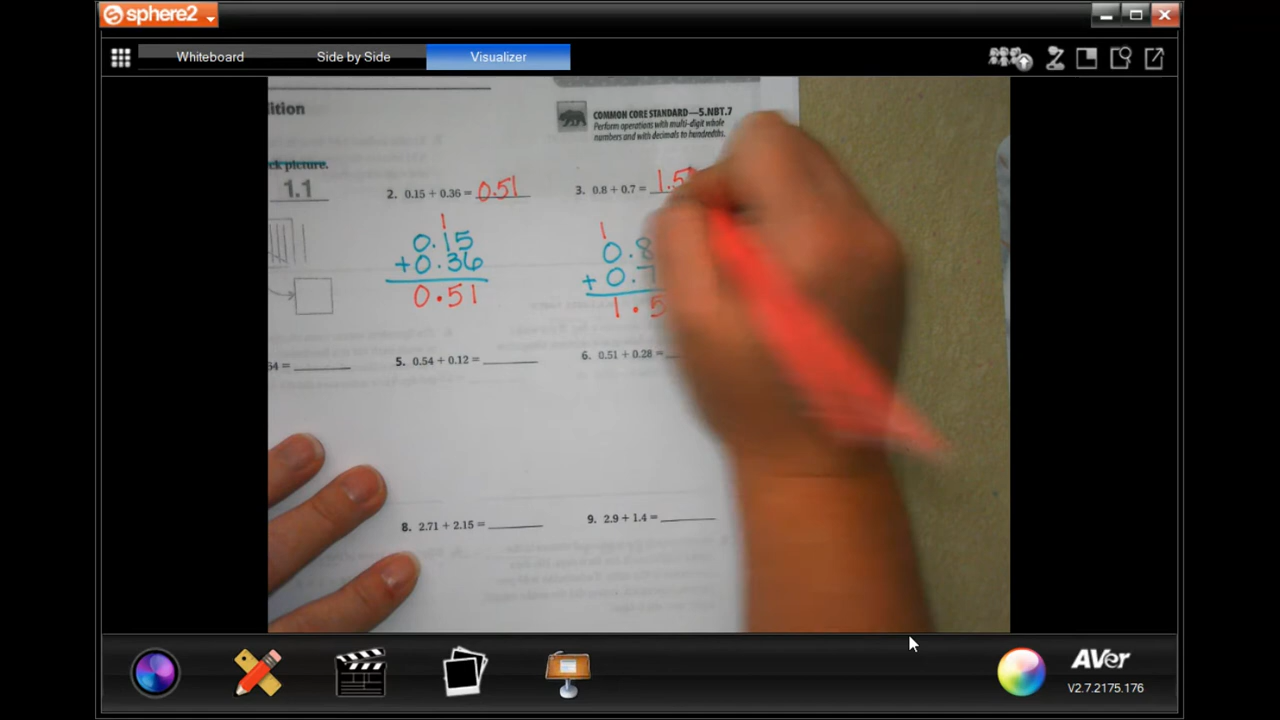 sphere2
Whiteboard Side by Side Visualizer
COMMON CORE STANDARD—5.NBT.7
Perform operations with multi-digit whole
numbers and with decimals to hundredths.
picture.
1.1
2. 0.15 + 0.36 = 0.51
3. 0.8 + 0.7 = 1.5
1
0.15
+0.36
0.51
1
0.8
+ 0.7
1.5
5. 0.54 + 0.12 =
6. 0.51 + 0.28 =
8. 2.71 + 2.15 =
9. 2.9 + 1.4 =
AVer
V2.7.2175.176